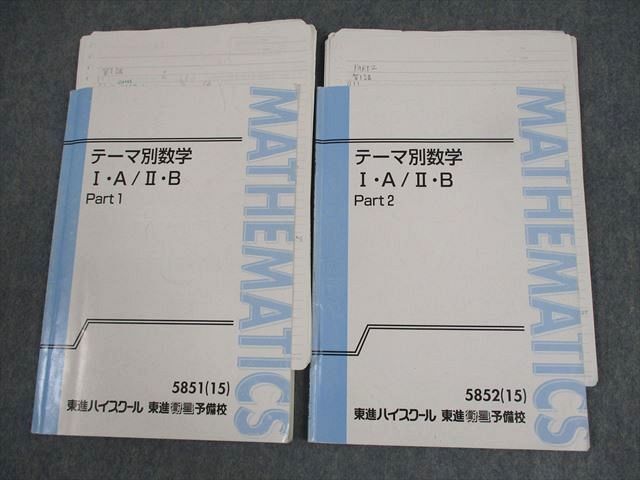 テーマ別数学
Ⅰ・A/Ⅱ・B
Part 1
MATHEMATICS
5851(15)
東進ハイスクール 東進衛星予備校
PART2
テーマ別数学
Ⅰ・A/Ⅱ・B
Part 2
MATHEMATICS
5852(15)
東進ハイスクール 東進衛星予備校